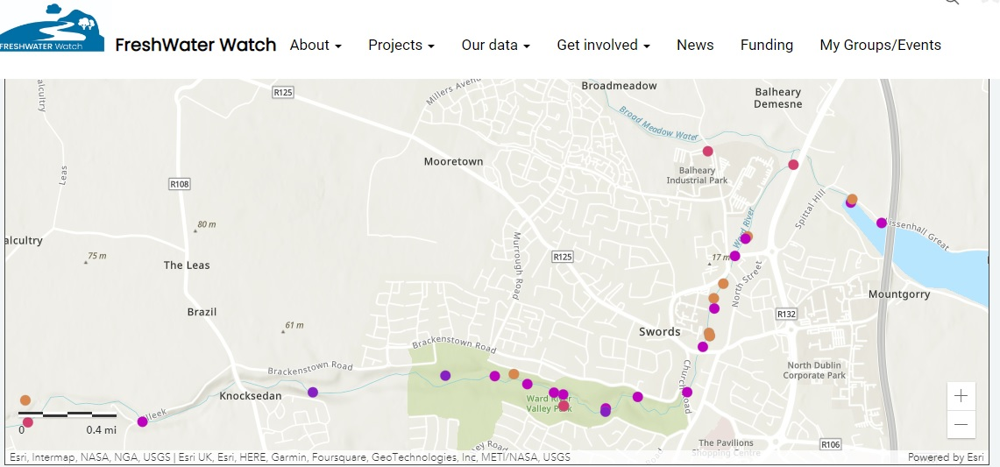 FRESHWATER Watch
FreshWater Watch
About
Projects
Our data
Get involved
News
Funding
My Groups/Events
alcultry
R125
Millers Avenu
Broadmeadow
Balheary
Demesne
Broad Meadow Water
Mooretown
Balheary
Industrial Park
Leas
R108
80 m
Spittal Hill
Ward River
Lissenhall Great
alcultry
75 m
The Leas
Murrough Road
R125
17 m
North Street
Mountgorry
Brazil
R132
61 m
Swords
Brackenstown Road
Brackenstown Road
North Dublin
Corporate Park
Church Road
Knocksedan
Ward River
Valley Park
lleek
0
0.4 mi
+
−
The Pavilions
Shopping Centre
R106
ey Road
Road
Esri, Intermap, NASA, NGA, USGS | Esri UK, Esri, HERE, Garmin, Foursquare, GeoTechnologies, Inc, METI/NASA, USGS
Powered by Esri